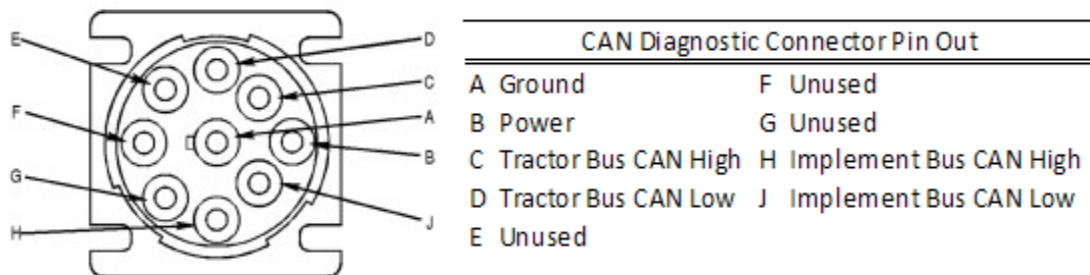 E
F
G
H
D
C
A
B
J
CAN Diagnostic Connector Pin Out
A Ground F Unused
B Power G Unused
C Tractor Bus CAN High H Implement Bus CAN High
D Tractor Bus CAN Low J Implement Bus CAN Low
E Unused